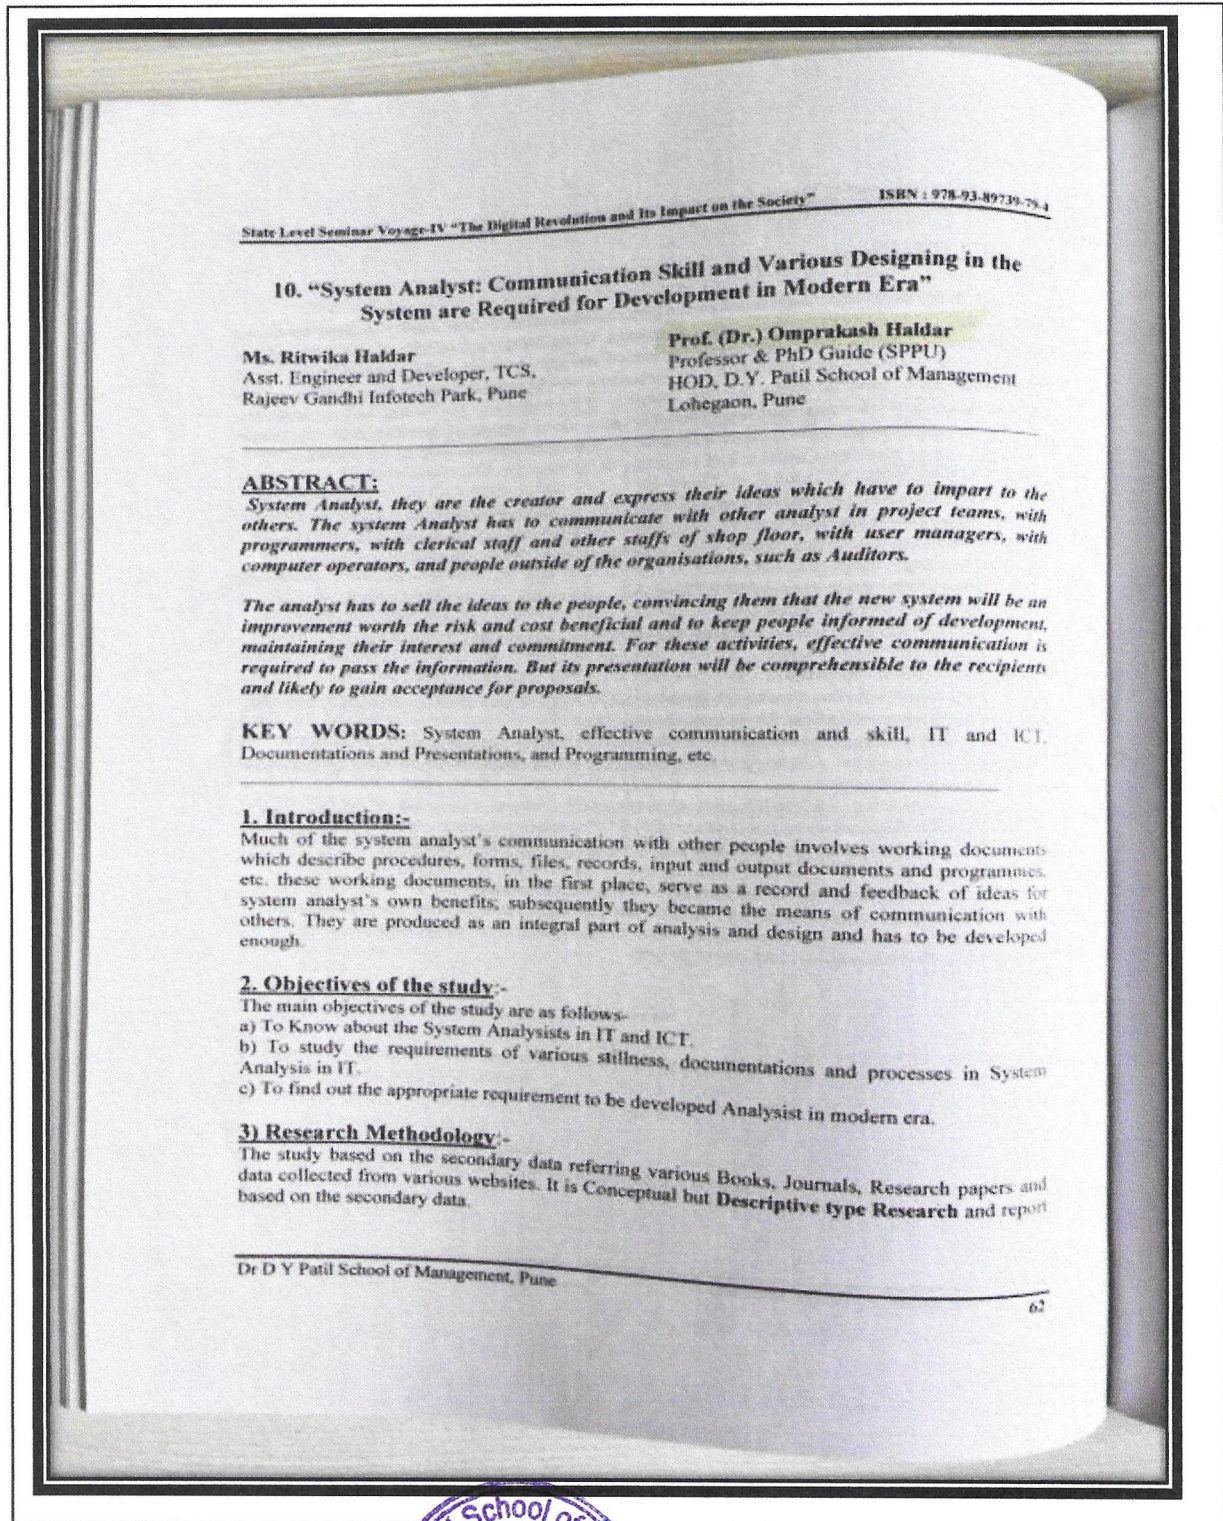 State Level Seminar Voyage-IV “The Digital Revolution and Its Impact on the Society” ISBN : 978-93-89739-79-4
10. “System Analyst: Communication Skill and Various Designing in the
System are Required for Development in Modern Era”
Ms. Ritwika Haldar
Asst. Engineer and Developer, TCS,
Rajeev Gandhi Infotech Park, Pune
Prof. (Dr.) Omprakash Haldar
Professor & PhD Guide (SPPU)
HOD, D.Y. Patil School of Management
Lohegaon, Pune
ABSTRACT:
System Analyst, they are the creator and express their ideas which have to impart to the
others. The system Analyst has to communicate with other analyst in project teams, with
programmers, with clerical staff and other staffs of shop floor, with user managers, with
computer operators, and people outside of the organisations, such as Auditors.
The analyst has to sell the ideas to the people, convincing them that the new system will be an
improvement worth the risk and cost beneficial and to keep people informed of development,
maintaining their interest and commitment. For these activities, effective communication is
required to pass the information. But its presentation will be comprehensible to the recipients
and likely to gain acceptance for proposals.
KEY WORDS: System Analyst, effective communication and skill, IT and ICT,
Documentations and Presentations, and Programming, etc.
1. Introduction:-
Much of the system analyst’s communication with other people involves working documents
which describe procedures, forms, files, records, input and output documents and programmes,
etc. these working documents, in the first place, serve as a record and feedback of ideas for
system analyst’s own benefits; subsequently they became the means of communication with
others. They are produced as an integral part of analysis and design and has to be developed
enough.
2. Objectives of the study:-
The main objectives of the study are as follows-
a) To Know about the System Analysists in IT and ICT.
b) To study the requirements of various stillness, documentations and processes in System
Analysis in IT.
c) To find out the appropriate requirement to be developed Analysist in modern era.
3) Research Methodology:-
The study based on the secondary data referring various Books, Journals, Research papers and
data collected from various websites. It is Conceptual but Descriptive type Research and report
based on the secondary data.
Dr D Y Patil School of Management, Pune
62
School of